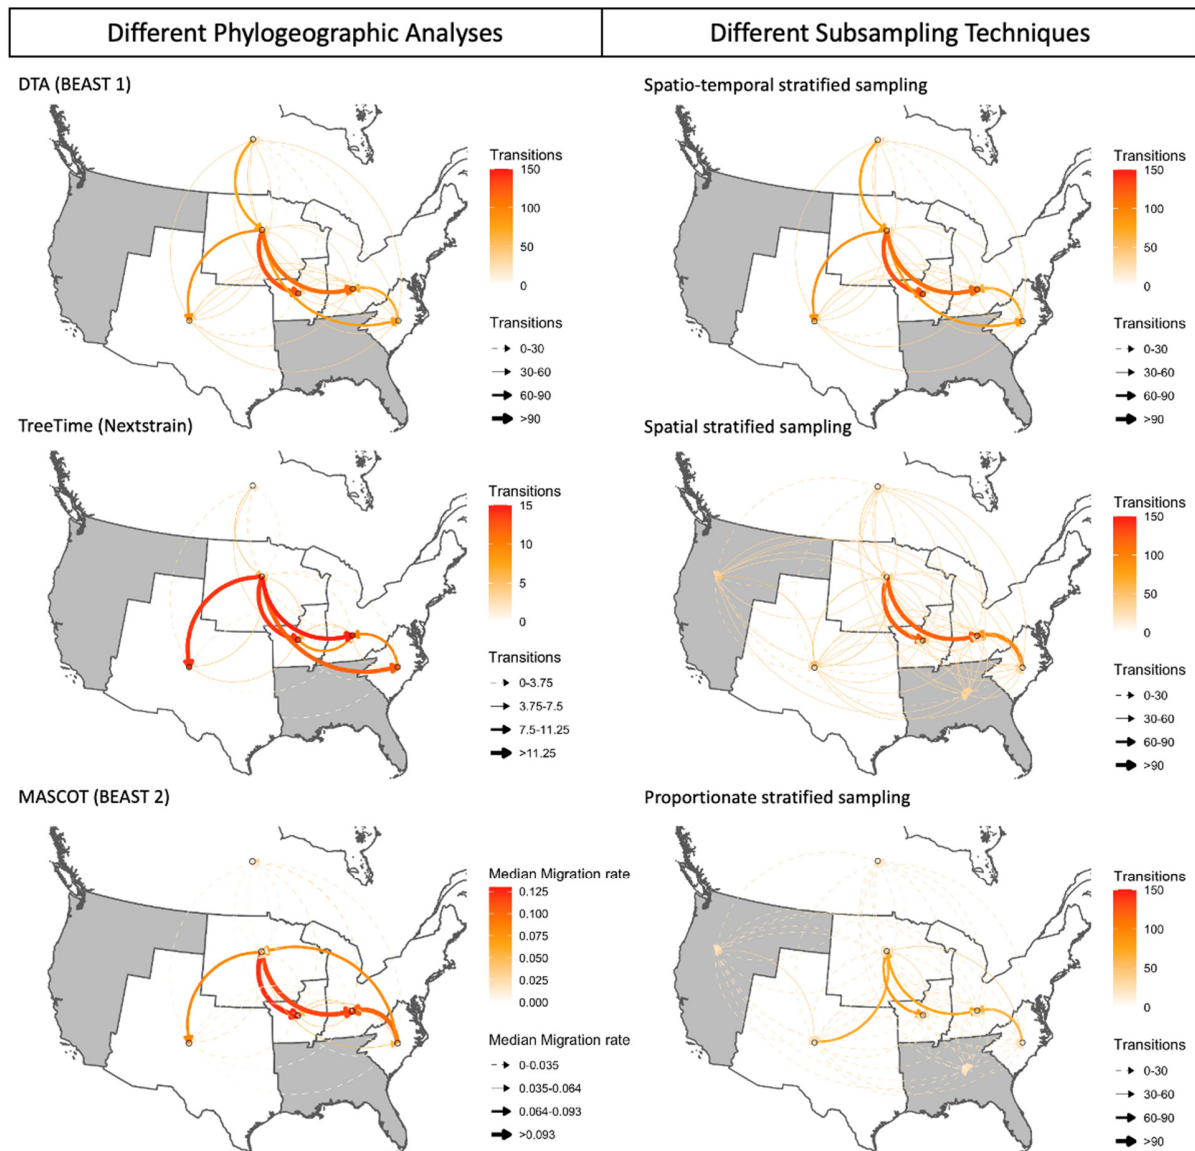 Different Phylogeographic Analyses
Different Subsampling Techniques
DTA (BEAST 1)
Transitions
150
100
50
0
Transitions
0-30
30-60
60-90
>90
Spatio-temporal stratified sampling
Transitions
150
100
50
0
Transitions
0-30
30-60
60-90
>90
TreeTime (Nextstrain)
Transitions
15
10
5
0
Transitions
0-3.75
3.75-7.5
7.5-11.25
>11.25
Spatial stratified sampling
Transitions
150
100
50
0
Transitions
0-30
30-60
60-90
>90
MASCOT (BEAST 2)
Median Migration rate
0.125
0.100
0.075
0.050
0.025
0.000
Median Migration rate
0-0.035
0.035-0.064
0.064-0.093
>0.093
Proportionate stratified sampling
Transitions
150
100
50
0
Transitions
0-30
30-60
60-90
>90